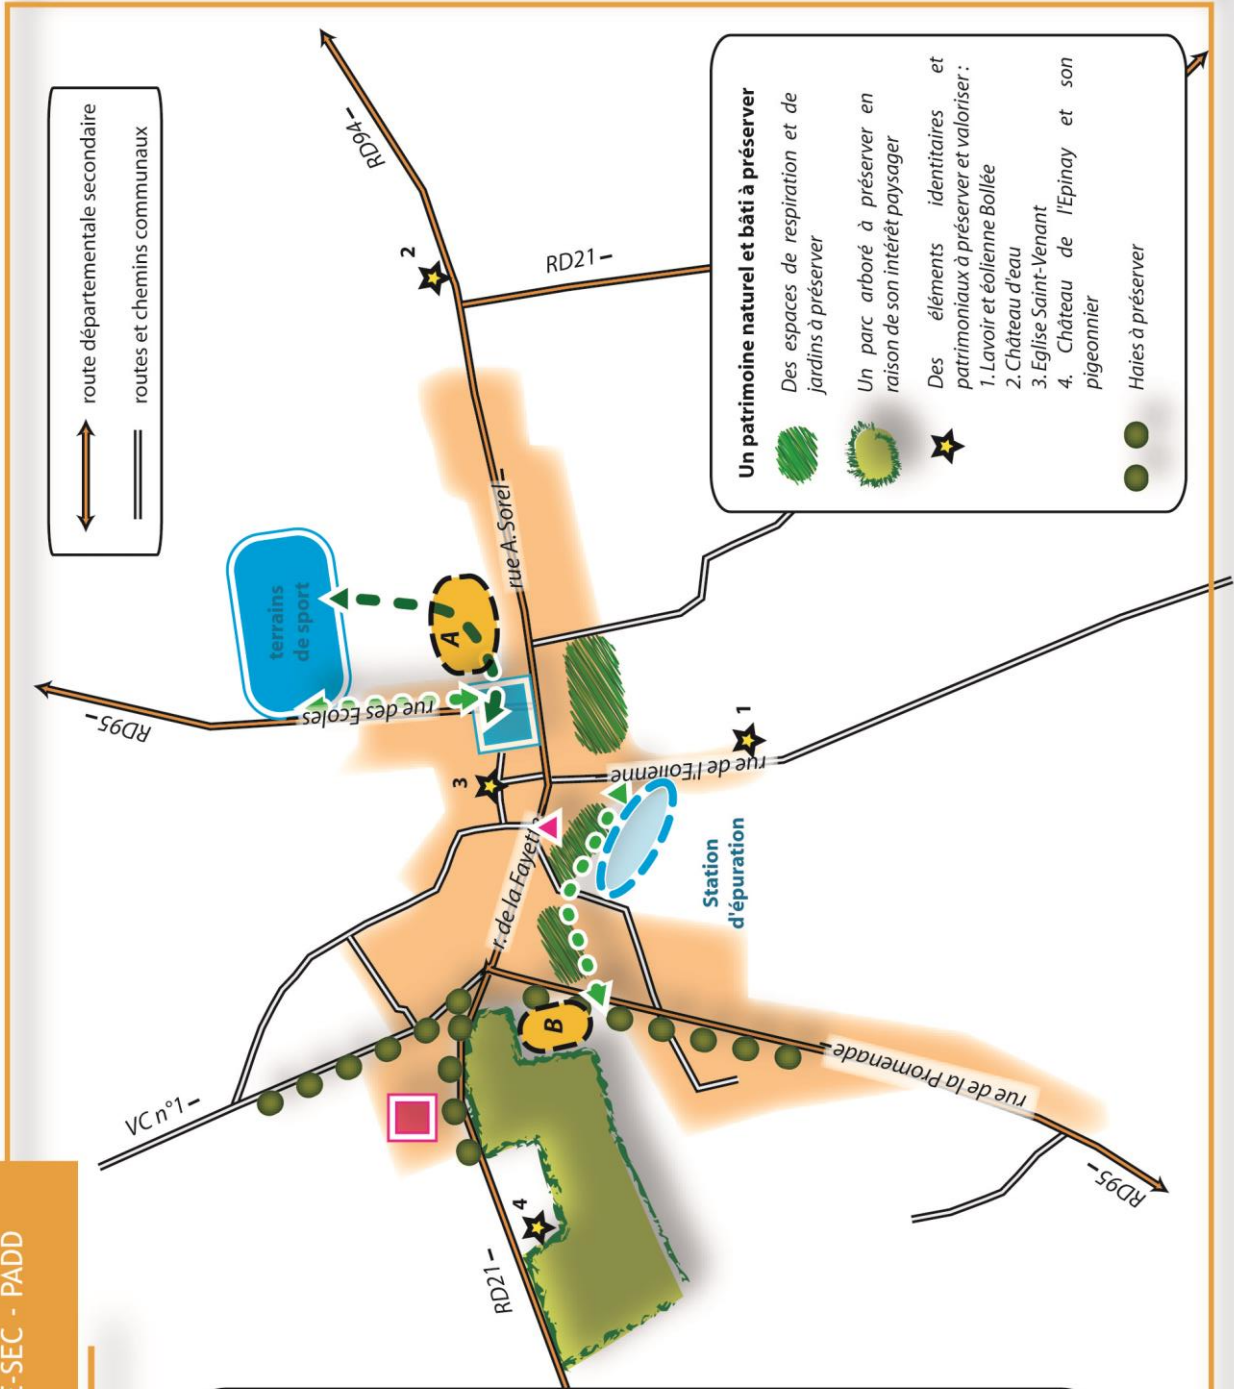 -SEC - PADD
route départementale secondaire
routes et chemins communaux
RD94
RD95
RD21
VC n°1
terrains
de sport
rue des Ecoles
rue A. Sorel
r. de la Fayette
rue de l'Eolienne
rue de la Promenade
Station
d'épuration
A
B
1
2
3
4
RD21
RD95
Un patrimoine naturel et bâti à préserver
Des espaces de respiration et de
jardins à préserver
Un parc arboré à préserver en
raison de son intérêt paysager
Des éléments identitaires et
patrimoniaux à préserver et valoriser :
1. Lavoir et éolienne Bollée
2. Château d'eau
3. Eglise Saint-Venant
4. Château de l'Epinay et son
pigeonnier
Haies à préserver